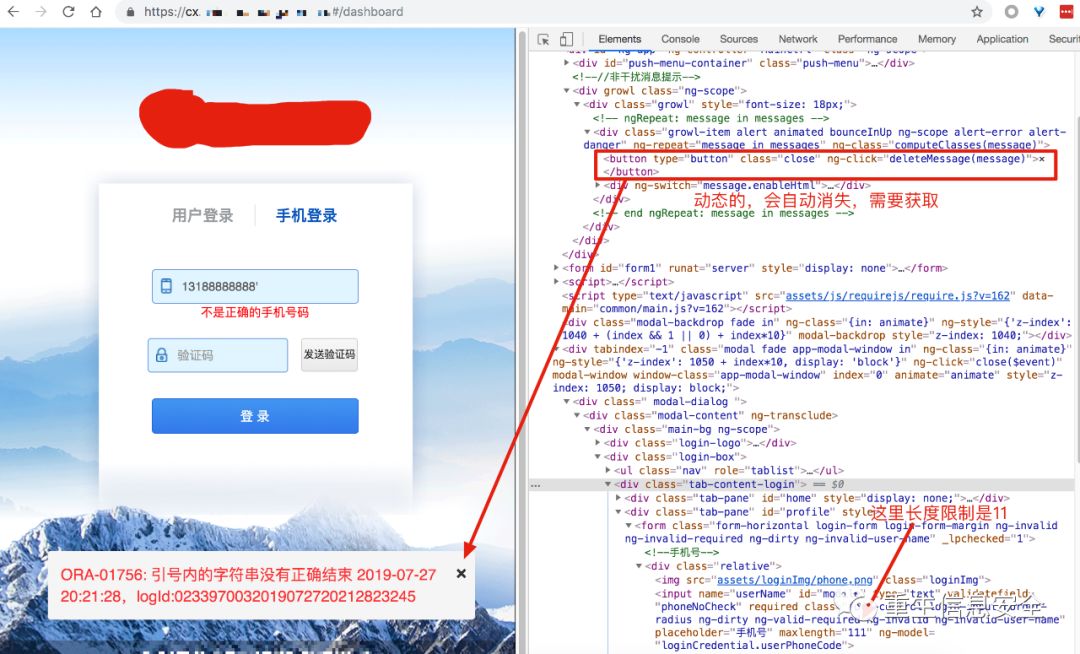 https://cx.
#/dashboard
Elements Console Sources Network Performance Memory Application Securi
<div id="push-menu-container" class="push-menu">…</div>
<!--//非干扰消息提示-->
<div growl class="ng-scope">
<div class="growl" style="font-size: 18px;">
<!-- ngRepeat: message in messages -->
<div class="growl-item alert animated bounceInUp ng-scope alert-error alert-
danger" ng-repeat="message in messages" ng-class="computeClasses(message)">
<button type="button" class="close" ng-click="deleteMessage(message)">×
</button>
<div ng-switch="message.enableHtml">…</div>
</div>
动态的，会自动消失，需要获取
<!-- end ngRepeat: message in messages -->
</div>
</div>
</div>
<form id="form1" runat="server" style="display: none">…</form>
<script>…</script>
<script type="text/javascript" src="assets/js/requirejs/require.js?v=162" data-
main="common/main.js?v=162"></script>
<div class="modal-backdrop fade in" ng-class="{in: animate}" ng-style="{'z-index':
1040 + (index && 1 || 0) + index*10}" modal-backdrop style="z-index: 1040;"></div>
<div tabindex="-1" class="modal fade app-modal-window in" ng-class="{in: animate}"
ng-style="{'z-index': 1050 + index*10, display: 'block'}" ng-click="close($event)"
modal-window window-class="app-modal-window" index="0" animate="animate" style="z-
index: 1050; display: block;">
<div class=" modal-dialog ">
<div class="modal-content" ng-transclude>
<div class="main-bg ng-scope">
<div class="login-logo">…</div>
<div class="login-box">
<ul class="nav" role="tablist">…</ul>
… <div class="tab-content-login"> == $0
<div class="tab-pane" id="home" style="display: none;">…</div>
<div class="tab-pane" id="profile" style
这里长度限制是11
<form class="form-horizontal login-form login-form-margin ng-invalid
ng-invalid-required ng-dirty ng-invalid-user-name" _lpchecked="1">
<!--手机号-->
<div class="relative">
<img src="assets/loginImg/phone.png" class="loginImg">
<input name="userName" id="mo type="text" validatefield,
"phoneNoCheck" required class
radius ng-dirty ng-valid-required ng-invalid ng-invalid-user-name"
placeholder="手机号" maxlength="111" ng-model=
"loginCredential.userPhoneCode">
</div>
重中信息安全
用户登录 手机登录
13188888888'
不是正确的手机号码
验证码 发送验证码
登 录
ORA-01756: 引号内的字符串没有正确结束 2019-07-27
20:21:28，logId:02339700320190727202128​23245